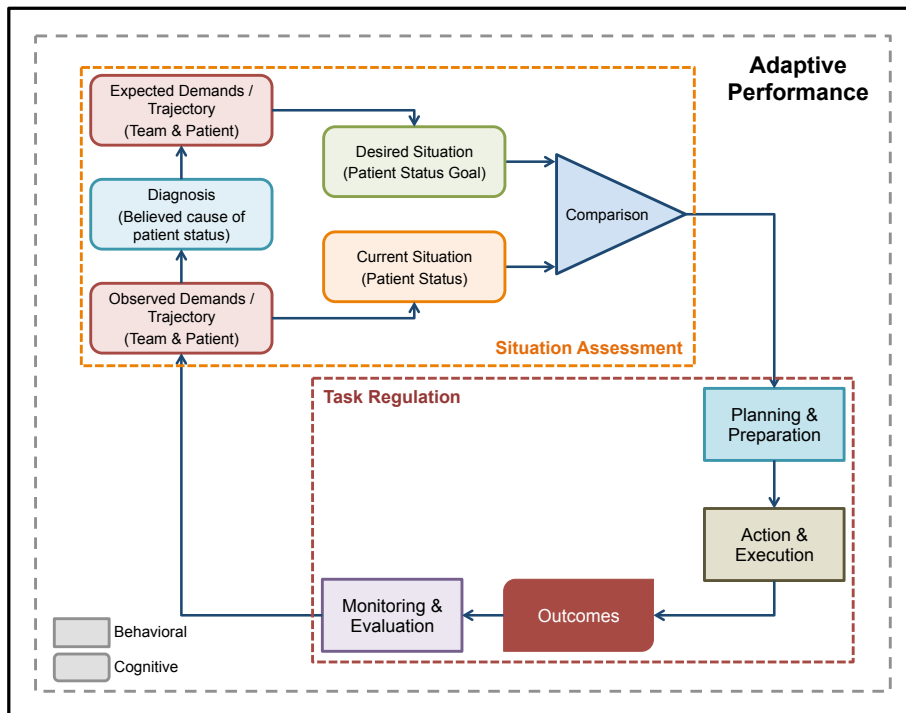 Adaptive
Performance
Expected Demands /
Trajectory
(Team & Patient)
Desired Situation
(Patient Status Goal)
Diagnosis
(Believed cause of
patient status)
Comparison
Current Situation
(Patient Status)
Observed Demands /
Trajectory
(Team & Patient)
Situation Assessment
Task Regulation
Planning &
Preparation
Action &
Execution
Monitoring &
Evaluation
Outcomes
Behavioral
Cognitive